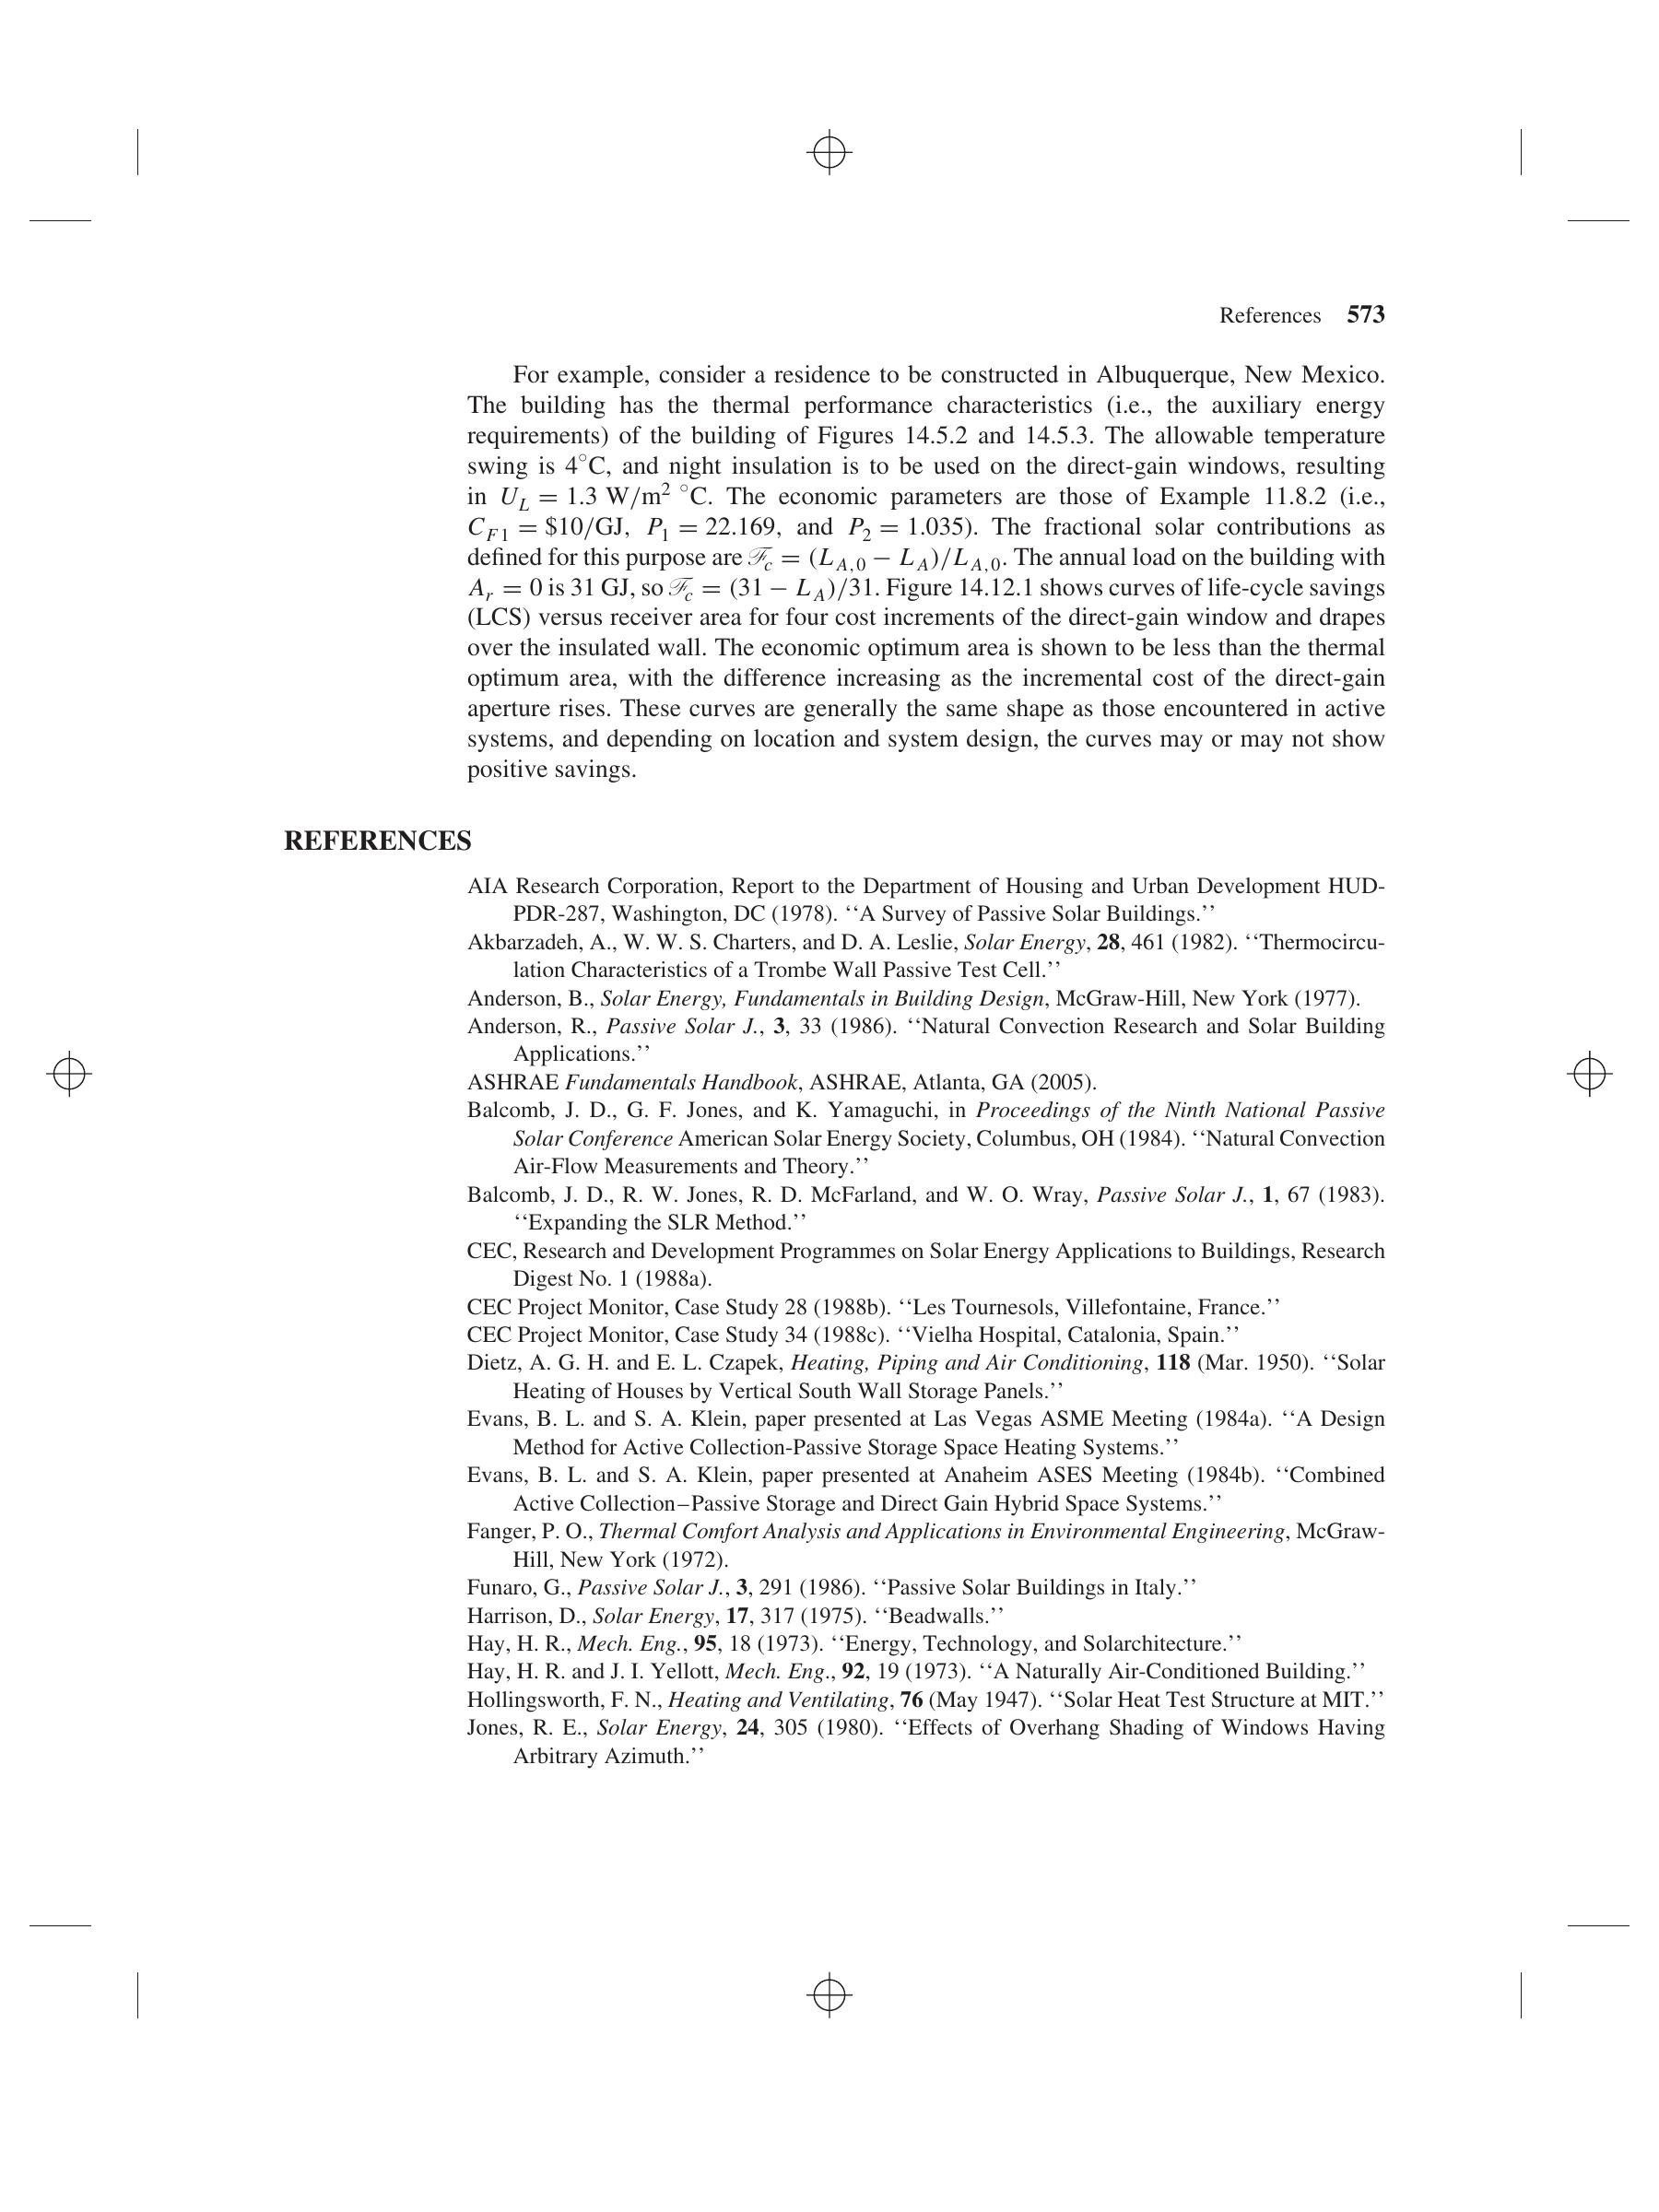 References 573
For example, consider a residence to be constructed in Albuquerque, New Mexico.
The building has the thermal performance characteristics (i.e., the auxiliary energy
requirements) of the building of Figures 14.5.2 and 14.5.3. The allowable temperature
swing is 4°C, and night insulation is to be used on the direct-gain windows, resulting
in U_L = 1.3 W/m² °C. The economic parameters are those of Example 11.8.2 (i.e.,
C_F1 = $10/GJ, P_1 = 22.169, and P_2 = 1.035). The fractional solar contributions as
defined for this purpose are ℱ_c = (L_A,0 − L_A)/L_A,0. The annual load on the building with
A_r = 0 is 31 GJ, so ℱ_c = (31 − L_A)/31. Figure 14.12.1 shows curves of life-cycle savings
(LCS) versus receiver area for four cost increments of the direct-gain window and drapes
over the insulated wall. The economic optimum area is shown to be less than the thermal
optimum area, with the difference increasing as the incremental cost of the direct-gain
aperture rises. These curves are generally the same shape as those encountered in active
systems, and depending on location and system design, the curves may or may not show
positive savings.
REFERENCES
AIA Research Corporation, Report to the Department of Housing and Urban Development HUD-
PDR-287, Washington, DC (1978). ‘‘A Survey of Passive Solar Buildings.’’
Akbarzadeh, A., W. W. S. Charters, and D. A. Leslie, Solar Energy, 28, 461 (1982). ‘‘Thermocircu-
lation Characteristics of a Trombe Wall Passive Test Cell.’’
Anderson, B., Solar Energy, Fundamentals in Building Design, McGraw-Hill, New York (1977).
Anderson, R., Passive Solar J., 3, 33 (1986). ‘‘Natural Convection Research and Solar Building
Applications.’’
ASHRAE Fundamentals Handbook, ASHRAE, Atlanta, GA (2005).
Balcomb, J. D., G. F. Jones, and K. Yamaguchi, in Proceedings of the Ninth National Passive
Solar Conference American Solar Energy Society, Columbus, OH (1984). ‘‘Natural Convection
Air-Flow Measurements and Theory.’’
Balcomb, J. D., R. W. Jones, R. D. McFarland, and W. O. Wray, Passive Solar J., 1, 67 (1983).
‘‘Expanding the SLR Method.’’
CEC, Research and Development Programmes on Solar Energy Applications to Buildings, Research
Digest No. 1 (1988a).
CEC Project Monitor, Case Study 28 (1988b). ‘‘Les Tournesols, Villefontaine, France.’’
CEC Project Monitor, Case Study 34 (1988c). ‘‘Vielha Hospital, Catalonia, Spain.’’
Dietz, A. G. H. and E. L. Czapek, Heating, Piping and Air Conditioning, 118 (Mar. 1950). ‘‘Solar
Heating of Houses by Vertical South Wall Storage Panels.’’
Evans, B. L. and S. A. Klein, paper presented at Las Vegas ASME Meeting (1984a). ‘‘A Design
Method for Active Collection-Passive Storage Space Heating Systems.’’
Evans, B. L. and S. A. Klein, paper presented at Anaheim ASES Meeting (1984b). ‘‘Combined
Active Collection–Passive Storage and Direct Gain Hybrid Space Systems.’’
Fanger, P. O., Thermal Comfort Analysis and Applications in Environmental Engineering, McGraw-
Hill, New York (1972).
Funaro, G., Passive Solar J., 3, 291 (1986). ‘‘Passive Solar Buildings in Italy.’’
Harrison, D., Solar Energy, 17, 317 (1975). ‘‘Beadwalls.’’
Hay, H. R., Mech. Eng., 95, 18 (1973). ‘‘Energy, Technology, and Solarchitecture.’’
Hay, H. R. and J. I. Yellott, Mech. Eng., 92, 19 (1973). ‘‘A Naturally Air-Conditioned Building.’’
Hollingsworth, F. N., Heating and Ventilating, 76 (May 1947). ‘‘Solar Heat Test Structure at MIT.’’
Jones, R. E., Solar Energy, 24, 305 (1980). ‘‘Effects of Overhang Shading of Windows Having
Arbitrary Azimuth.’’